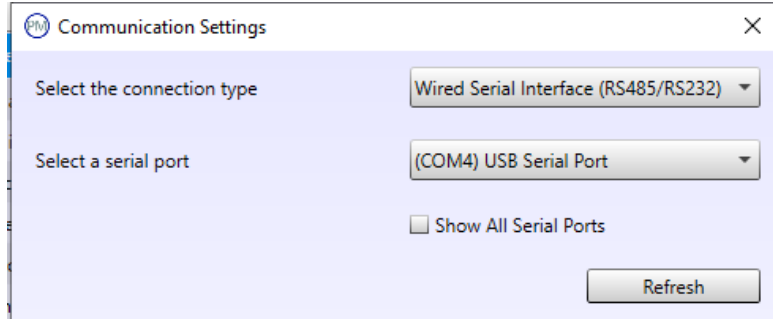 PM Communication Settings
Select the connection type Wired Serial Interface (RS485/RS232)
Select a serial port (COM4) USB Serial Port
Show All Serial Ports
Refresh